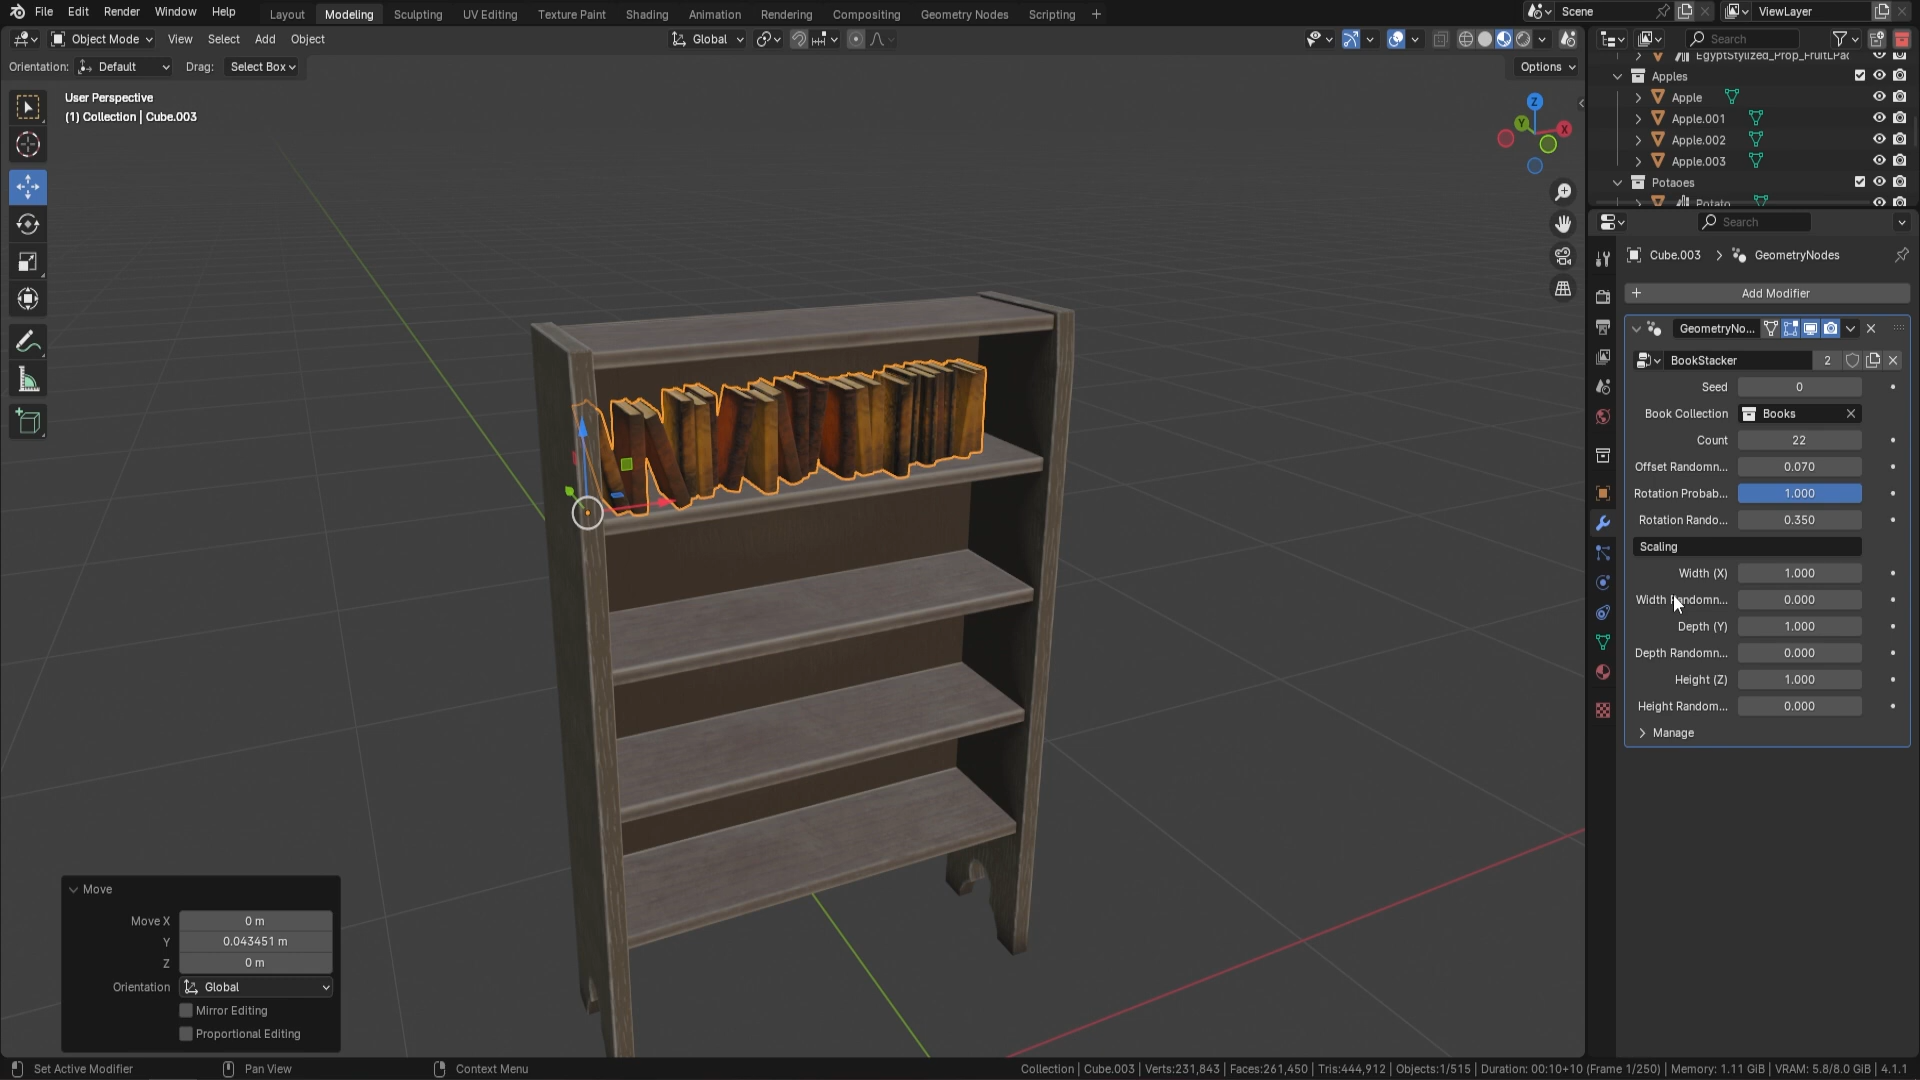 File Edit Render Window Help
Layout Modeling Sculpting UV Editing Texture Paint Shading Animation Rendering Compositing Geometry Nodes Scripting
Scene
ViewLayer
Object Mode View Select Add Object
Global
Search
Orientation: Default Drag: Select Box
Options
User Perspective
(1) Collection | Cube.003
Z
Y
X
EgyptStylized_Prop_FruitLPac
Apples
Apple
Apple.001
Apple.002
Apple.003
Potaoes
Potato
Search
Cube.003 > GeometryNodes
Add Modifier
GeometryNo...
BookStacker 2
Seed 0
Book Collection Books
Count 22
Offset Randomn... 0.070
Rotation Probab... 1.000
Rotation Rando... 0.350
Scaling
Width (X) 1.000
Width Randomn... 0.000
Depth (Y) 1.000
Depth Randomn... 0.000
Height (Z) 1.000
Height Random... 0.000
Manage
Move
Move X 0 m
Y 0.043451 m
Z 0 m
Orientation Global
Mirror Editing
Proportional Editing
Set Active Modifier Pan View Context Menu
Collection | Cube.003 | Verts:231,843 | Faces:261,450 | Tris:444,912 | Objects:1/515 | Duration: 00:10+10 (Frame 1/250) | Memory: 1.11 GiB | VRAM: 5.8/8.0 GiB | 4.1.1